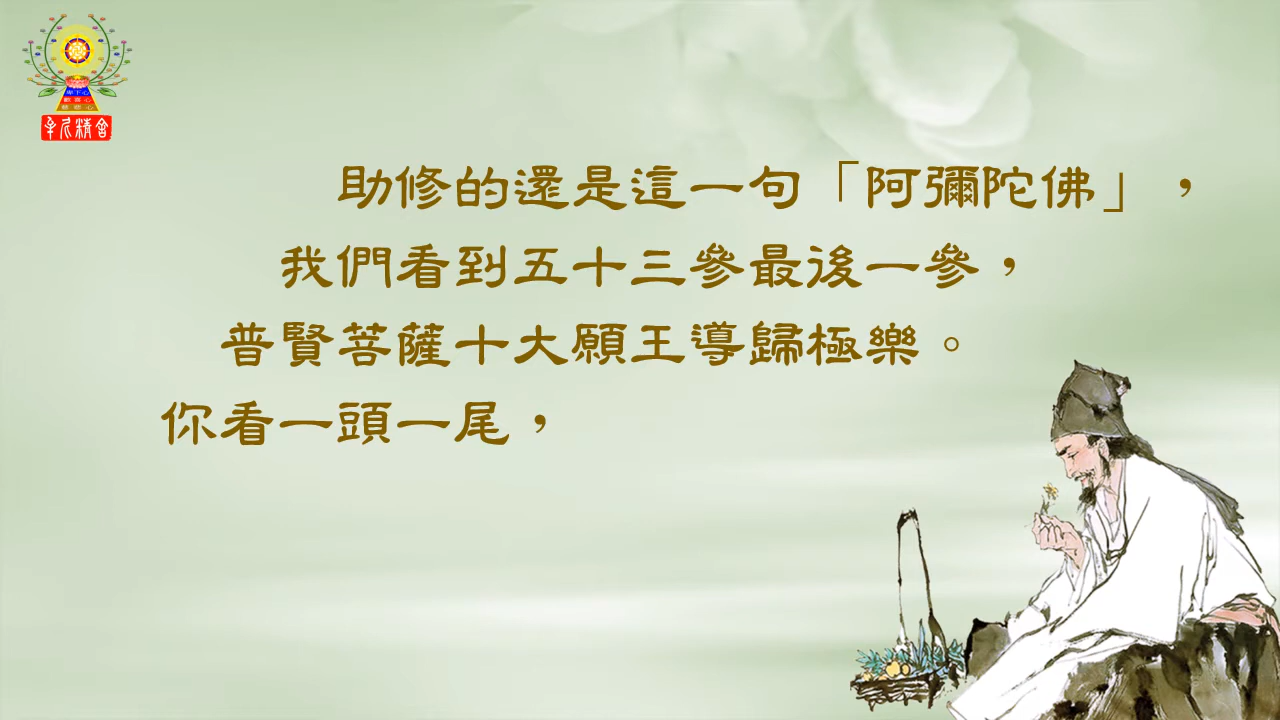 助修的還是這一句「阿彌陀佛」，
我們看到五十三參最後一參，
普賢菩薩十大願王導歸極樂。
你看一頭一尾，